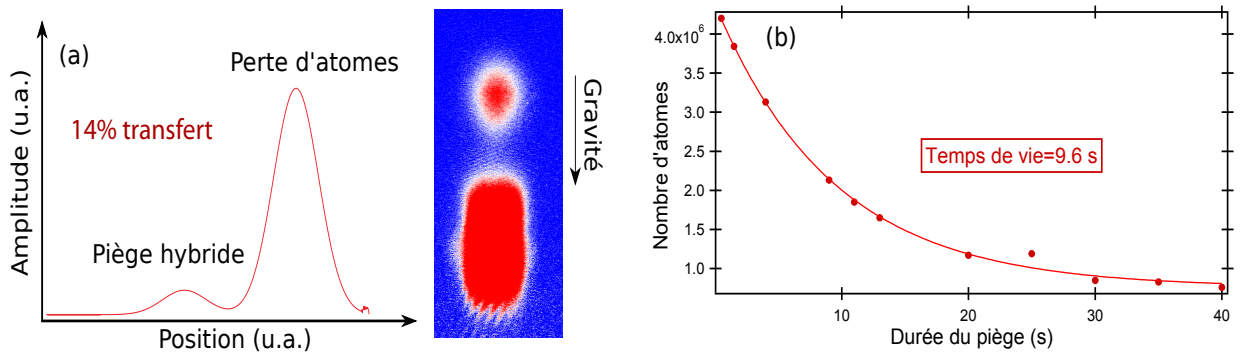 (a)
Perte d'atomes
14% transfert
Piège hybride
Amplitude (u.a.)
Position (u.a.)
Gravité
(b)
Temps de vie=9.6 s
Nombre d'atomes
4.0x10⁶
3.5
3.0
2.5
2.0
1.5
1.0
10
20
30
40
Durée du piège (s)